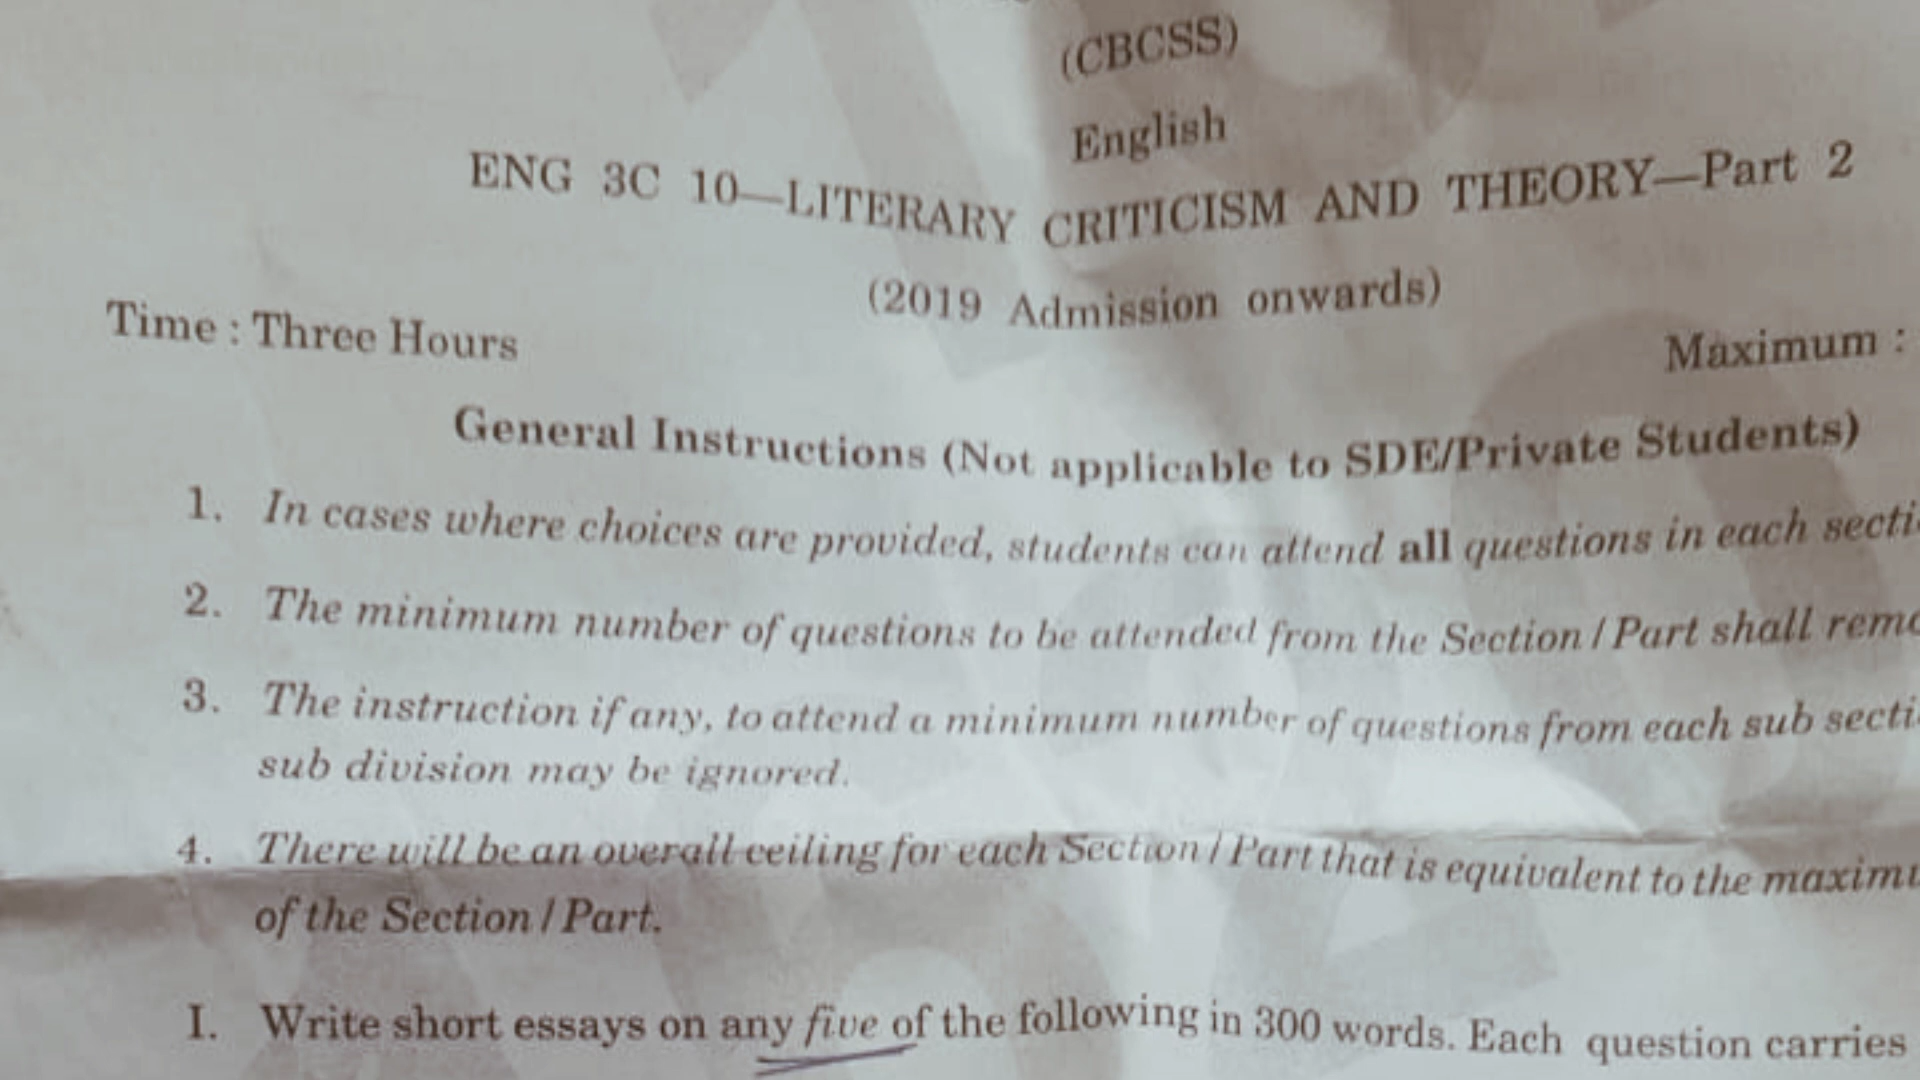 (CBCSS)
English
ENG 3C 10—LITERARY CRITICISM AND THEORY—Part 2
(2019 Admission onwards)
Time : Three Hours
Maximum :
General Instructions (Not applicable to SDE/Private Students)
1. In cases where choices are provided, students can attend all questions in each secti
2. The minimum number of questions to be attended from the Section / Part shall rema
3. The instruction if any, to attend a minimum number of questions from each sub secti
sub division may be ignored.
4. There will be an overall ceiling for each Section / Part that is equivalent to the maximu
of the Section / Part.
I. Write short essays on any five of the following in 300 words. Each question carries